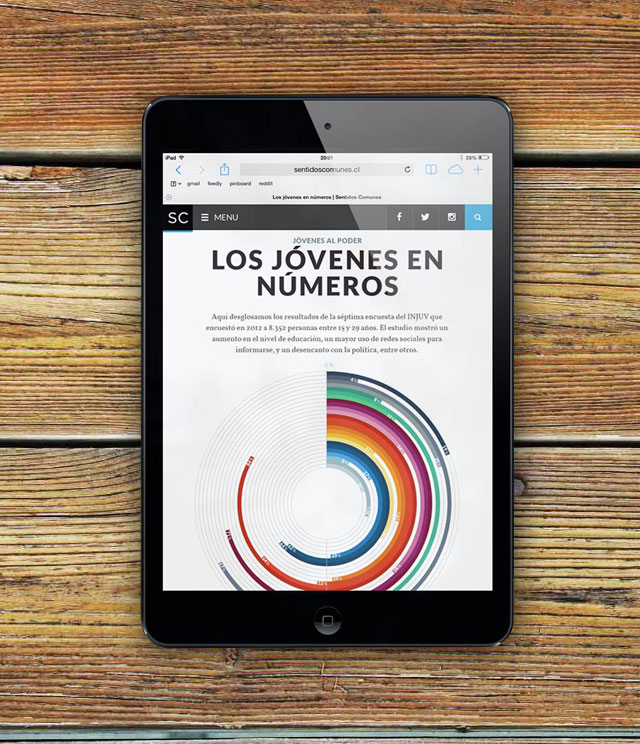 iPad
20:01
28%
sentidoscomunes.cl
gmail feedly pinboard reddit
Los jóvenes en números | Sentidos Comunes
SC MENU
JÓVENES AL PODER
LOS JÓVENES EN
NÚMEROS
Aquí desglosamos los resultados de la séptima encuesta del INJUV que
encuestó en 2012 a 8.352 personas entre 15 y 29 años. El estudio mostró un
aumento en el nivel de educación, un mayor uso de redes sociales para
informarse, y un desencanto con la política, entre otros.
0 %